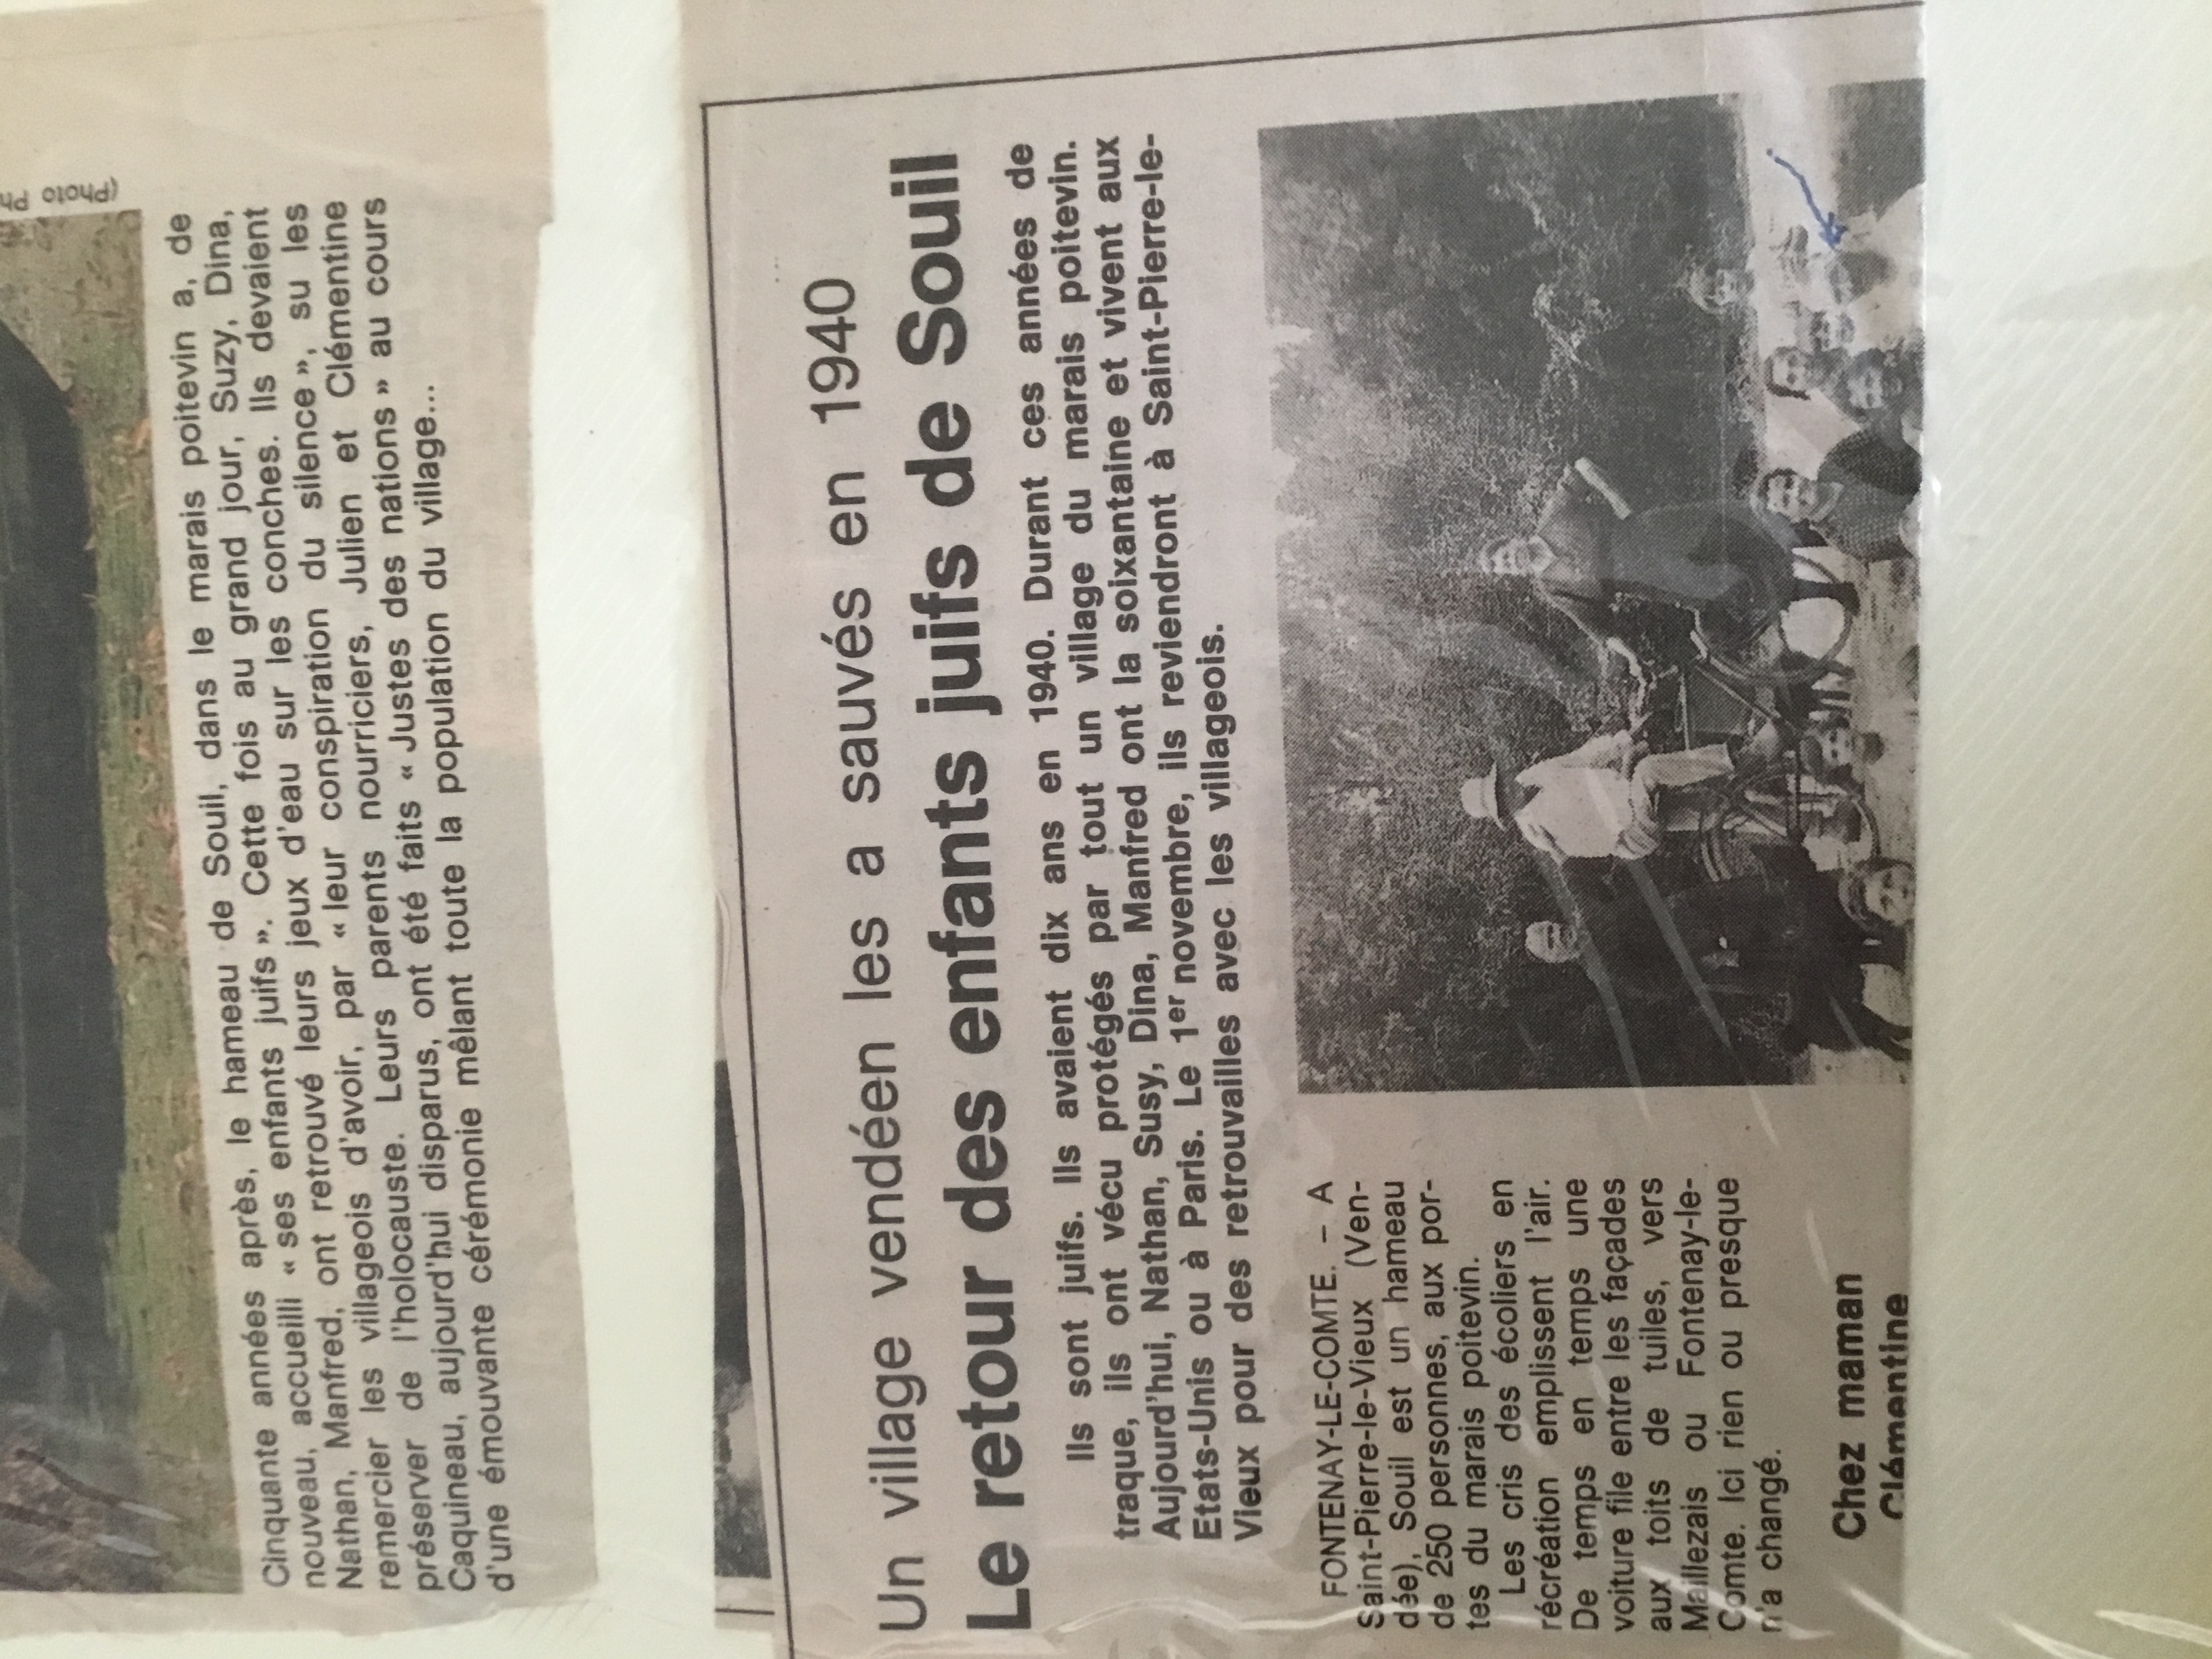 (Photo Ph
Cinquante années après, le hameau de Souil, dans le marais poitevin a, de
nouveau, accueilli « ses enfants juifs ». Cette fois au grand jour, Suzy, Dina,
Nathan, Manfred, ont retrouvé leurs jeux d'eau sur les conches. Ils devaient
remercier les villageois d'avoir, par « leur conspiration du silence », su les
préserver de l'holocauste. Leurs parents nourriciers, Julien et Clémentine
Caquineau, aujourd'hui disparus, ont été faits « Justes des nations » au cours
d'une émouvante cérémonie mêlant toute la population du village...
Un village vendéen les a sauvés en 1940
Le retour des enfants juifs de Souil
Ils sont juifs. Ils avaient dix ans en 1940. Durant ces années de
traque, ils ont vécu protégés par tout un village du marais poitevin.
Aujourd'hui, Nathan, Susy, Dina, Manfred ont la soixantaine et vivent aux
Etats-Unis ou à Paris. Le 1er novembre, ils reviendront à Saint-Pierre-le-
Vieux pour des retrouvailles avec les villageois.
FONTENAY-LE-COMTE. – A
Saint-Pierre-le-Vieux (Ven-
dée), Souil est un hameau
de 250 personnes, aux por-
tes du marais poitevin.
Les cris des écoliers en
récréation emplissent l'air.
De temps en temps une
voiture file entre les façades
aux toits de tuiles, vers
Maillezais ou Fontenay-le-
Comte. Ici rien ou presque
n'a changé.
Chez maman
Clémentine